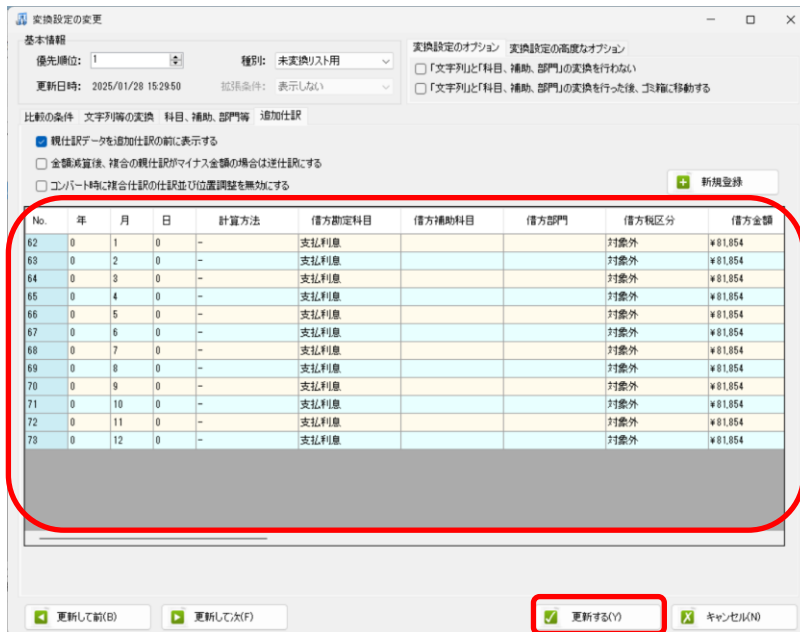 変換設定の変更
基本情報
優先順位: 1 種別: 未変換リスト用
更新日時: 2025/01/28 15:29:50 拡張条件: 表示しない
変換設定のオプション 変換設定の高度なオプション
「文字列」と「科目、補助、部門」の変換を行わない
「文字列」と「科目、補助、部門」の変換を行った後、ゴミ箱に移動する
比較の条件 文字列等の変換 科目、補助、部門等 追加仕訳
親仕訳データを追加仕訳の前に表示する
金額減算後、複合の親仕訳がマイナス金額の場合は逆仕訳にする
コンバート時に複合仕訳の仕訳並び位置調整を無効にする
新規登録
No. 年 月 日 計算方法 借方勘定科目 借方補助科目 借方部門 借方税区分 借方金額
62 0 1 0 - 支払利息 対象外 ¥81,854
63 0 2 0 - 支払利息 対象外 ¥81,854
64 0 3 0 - 支払利息 対象外 ¥81,854
65 0 4 0 - 支払利息 対象外 ¥81,854
66 0 5 0 - 支払利息 対象外 ¥81,854
67 0 6 0 - 支払利息 対象外 ¥81,854
68 0 7 0 - 支払利息 対象外 ¥81,854
69 0 8 0 - 支払利息 対象外 ¥81,854
70 0 9 0 - 支払利息 対象外 ¥81,854
71 0 10 0 - 支払利息 対象外 ¥81,854
72 0 11 0 - 支払利息 対象外 ¥81,854
73 0 12 0 - 支払利息 対象外 ¥81,854
更新して前(B) 更新して次(F) 更新する(Y) キャンセル(N)